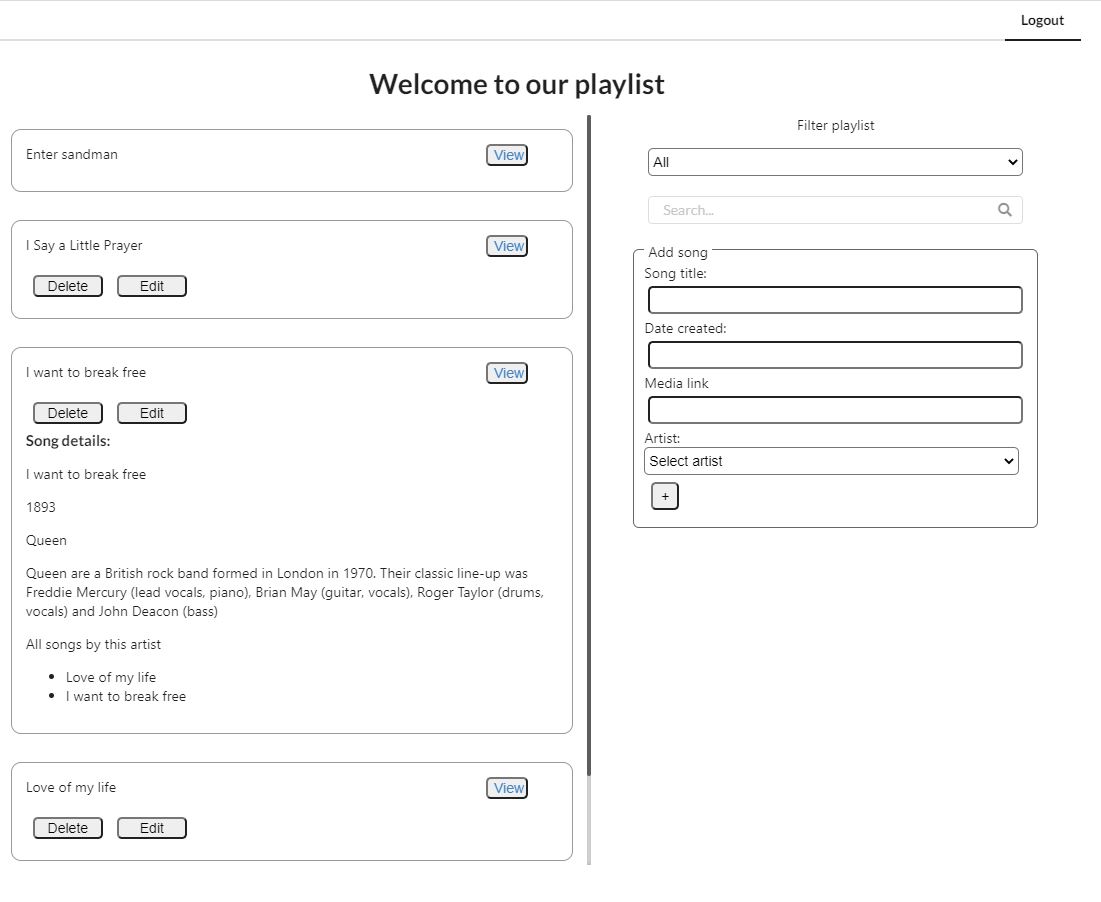 Logout
Welcome to our playlist
Enter sandman
View
I Say a Little Prayer
View
Delete
Edit
I want to break free
View
Delete
Edit
Song details:
I want to break free
1893
Queen
Queen are a British rock band formed in London in 1970. Their classic line-up was
Freddie Mercury (lead vocals, piano), Brian May (guitar, vocals), Roger Taylor (drums,
vocals) and John Deacon (bass)
All songs by this artist
Love of my life
I want to break free
Love of my life
View
Delete
Edit
Filter playlist
All
Search...
Add song
Song title:
Date created:
Media link
Artist:
Select artist
+